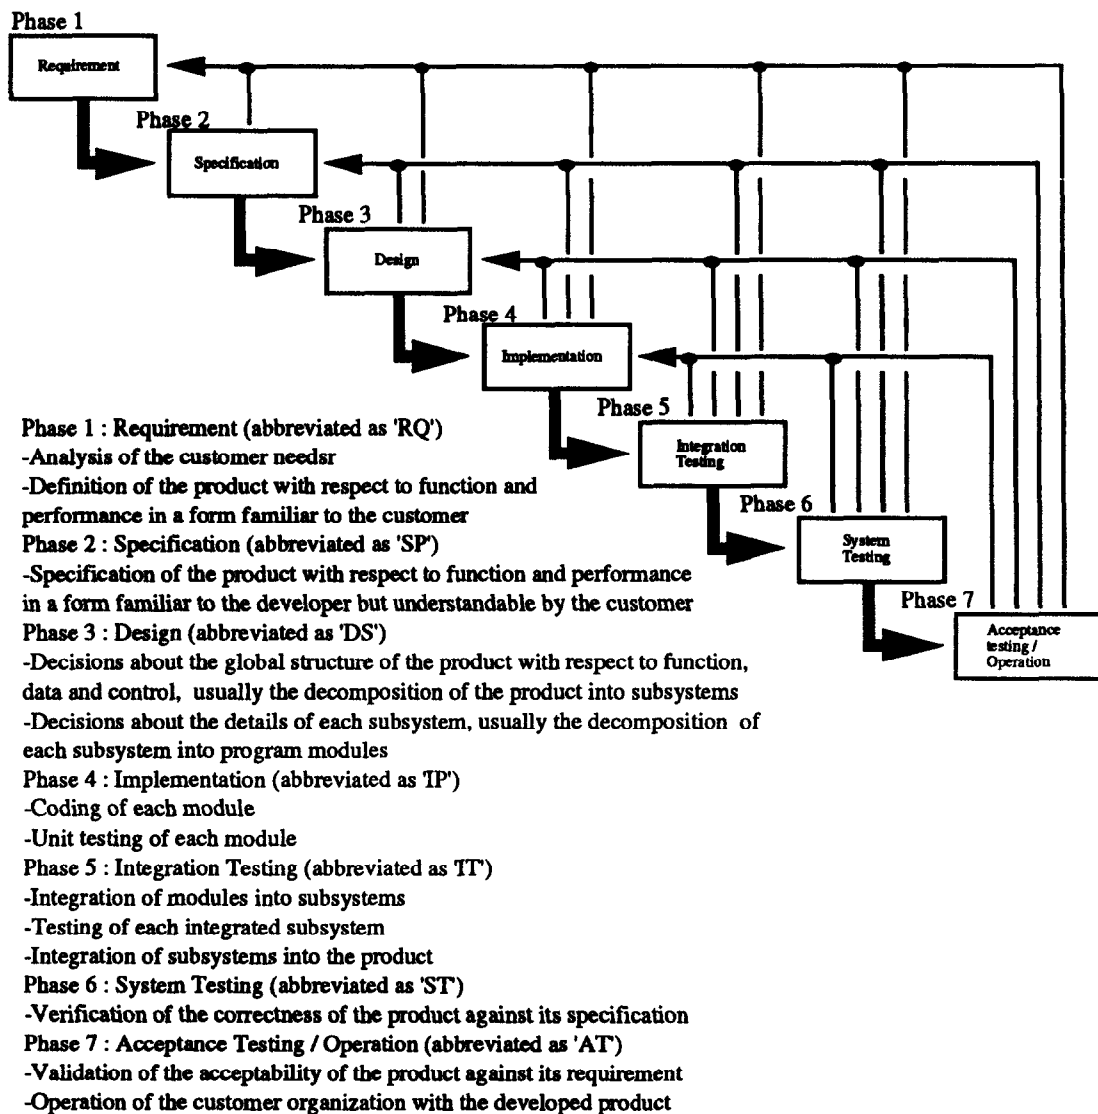 Phase 1
Requirement
Phase 2
Specification
Phase 3
Design
Phase 4
Implementation
Phase 5
Integration
Testing
Phase 6
System
Testing
Phase 7
Acceptance
testing /
Operation
Phase 1 : Requirement (abbreviated as 'RQ')
-Analysis of the customer needsr
-Definition of the product with respect to function and
performance in a form familiar to the customer
Phase 2 : Specification (abbreviated as 'SP')
-Specification of the product with respect to function and performance
in a form familiar to the developer but understandable by the customer
Phase 3 : Design (abbreviated as 'DS')
-Decisions about the global structure of the product with respect to function,
data and control, usually the decomposition of the product into subsystems
-Decisions about the details of each subsystem, usually the decomposition of
each subsystem into program modules
Phase 4 : Implementation (abbreviated as 'IP')
-Coding of each module
-Unit testing of each module
Phase 5 : Integration Testing (abbreviated as 'IT')
-Integration of modules into subsystems
-Testing of each integrated subsystem
-Integration of subsystems into the product
Phase 6 : System Testing (abbreviated as 'ST')
-Verification of the correctness of the product against its specification
Phase 7 : Acceptance Testing / Operation (abbreviated as 'AT')
-Validation of the acceptability of the product against its requirement
-Operation of the customer organization with the developed product